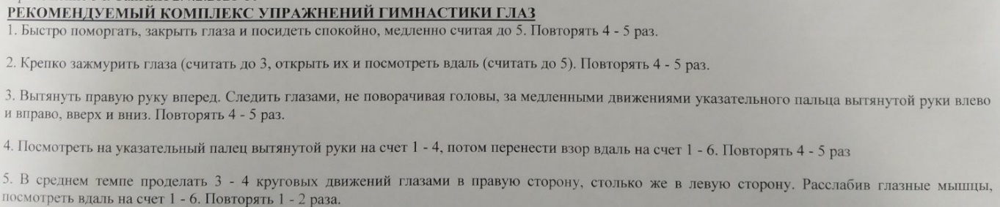 РЕКОМЕНДУЕМЫЙ КОМПЛЕКС УПРАЖНЕНИЙ ГИМНАСТИКИ ГЛАЗ
1. Быстро поморгать, закрыть глаза и посидеть спокойно, медленно считая до 5. Повторять 4 - 5 раз.
2. Крепко зажмурить глаза (считать до 3, открыть их и посмотреть вдаль (считать до 5). Повторять 4 - 5 раз.
3. Вытянуть правую руку вперед. Следить глазами, не поворачивая головы, за медленными движениями указательного пальца вытянутой руки влево
и вправо, вверх и вниз. Повторять 4 - 5 раз.
4. Посмотреть на указательный палец вытянутой руки на счет 1 - 4, потом перенести взор вдаль на счет 1 - 6. Повторять 4 - 5 раз
5. В среднем темпе проделать 3 - 4 круговых движений глазами в правую сторону, столько же в левую сторону. Расслабив глазные мышцы,
посмотреть вдаль на счет 1 - 6. Повторять 1 - 2 раза.